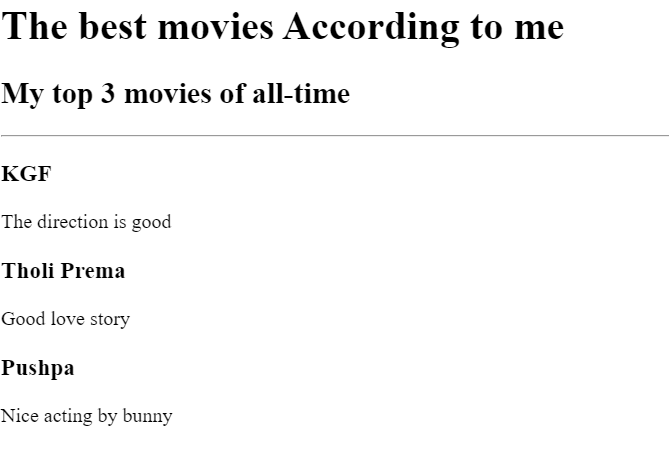 The best movies According to me
My top 3 movies of all-time
KGF
The direction is good
Tholi Prema
Good love story
Pushpa
Nice acting by bunny